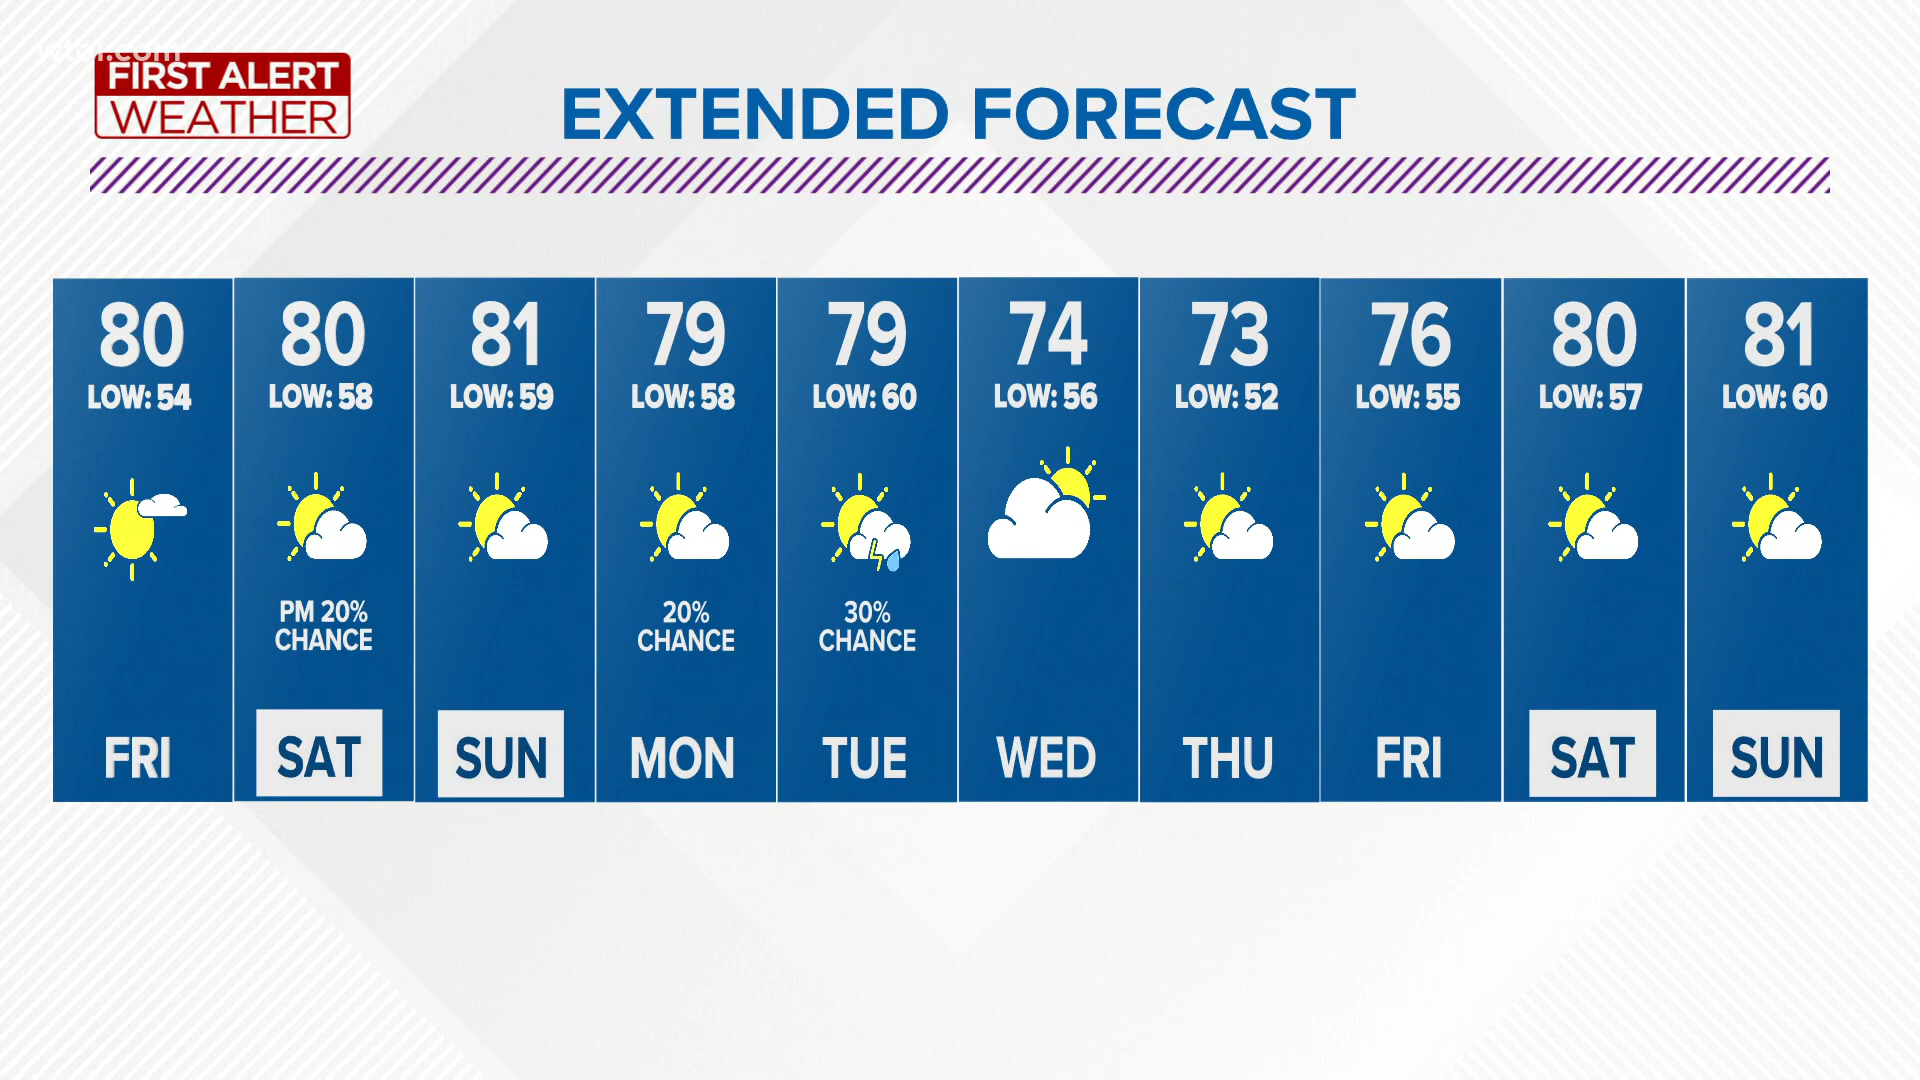 FIRST ALERT
WEATHER
EXTENDED FORECAST
80 80 81 79 79 74 73 76 80 81
LOW: 54 LOW: 58 LOW: 59 LOW: 58 LOW: 60 LOW: 56 LOW: 52 LOW: 55 LOW: 57 LOW: 60
PM 20% 20% 30%
CHANCE CHANCE CHANCE
FRI SAT SUN MON TUE WED THU FRI SAT SUN